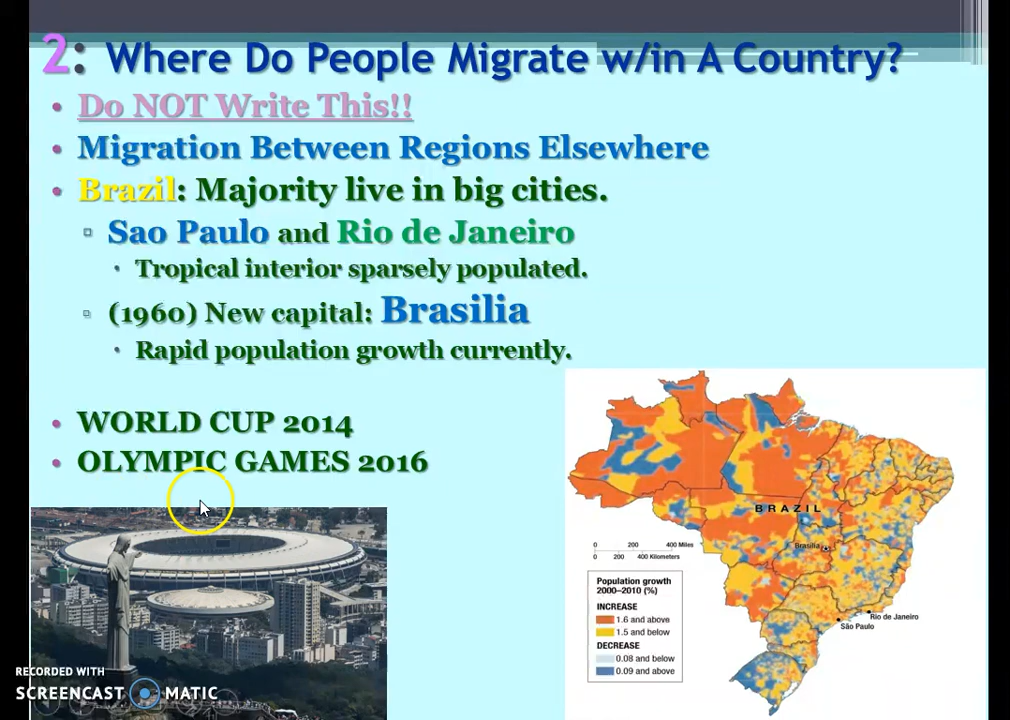 2: Where Do People Migrate w/in A Country?
• Do NOT Write This!!
• Migration Between Regions Elsewhere
• Brazil: Majority live in big cities.
▫ Sao Paulo and Rio de Janeiro
· Tropical interior sparsely populated.
▫ (1960) New capital: Brasilia
· Rapid population growth currently.
• WORLD CUP 2014
• OLYMPIC GAMES 2016
BRAZIL
Brasília
Rio de Janeiro
São Paulo
0 200 400 Miles
0 200 400 Kilometers
Population growth
2000–2010 (%)
INCREASE
1.6 and above
1.5 and below
DECREASE
0.08 and below
0.09 and above
RECORDED WITH
SCREENCAST MATIC